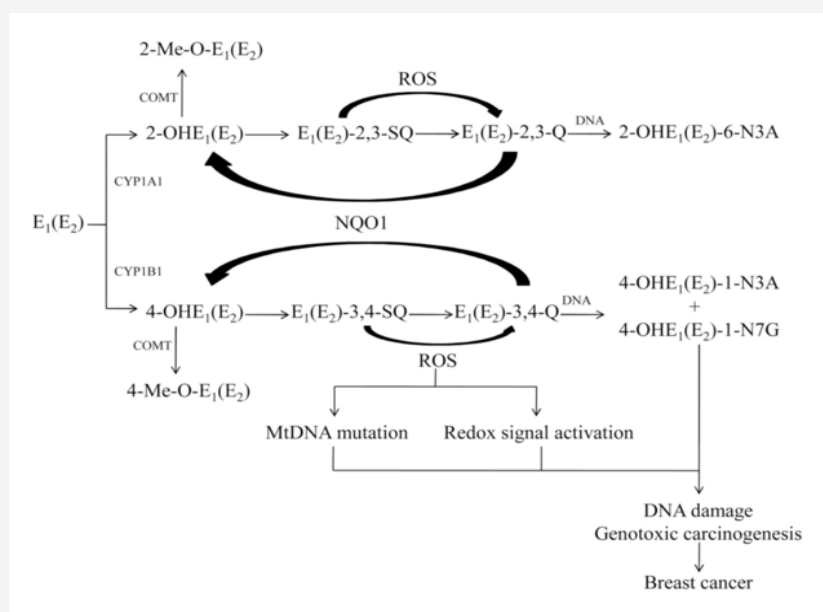 2-Me-O-E₁(E₂)
COMT
ROS
2-OHE₁(E₂) E₁(E₂)-2,3-SQ E₁(E₂)-2,3-Q DNA 2-OHE₁(E₂)-6-N3A
CYP1A1
E₁(E₂)
NQO1
CYP1B1
4-OHE₁(E₂) E₁(E₂)-3,4-SQ E₁(E₂)-3,4-Q DNA
4-OHE₁(E₂)-1-N3A
+
4-OHE₁(E₂)-1-N7G
COMT
4-Me-O-E₁(E₂)
ROS
MtDNA mutation Redox signal activation
DNA damage
Genotoxic carcinogenesis
Breast cancer